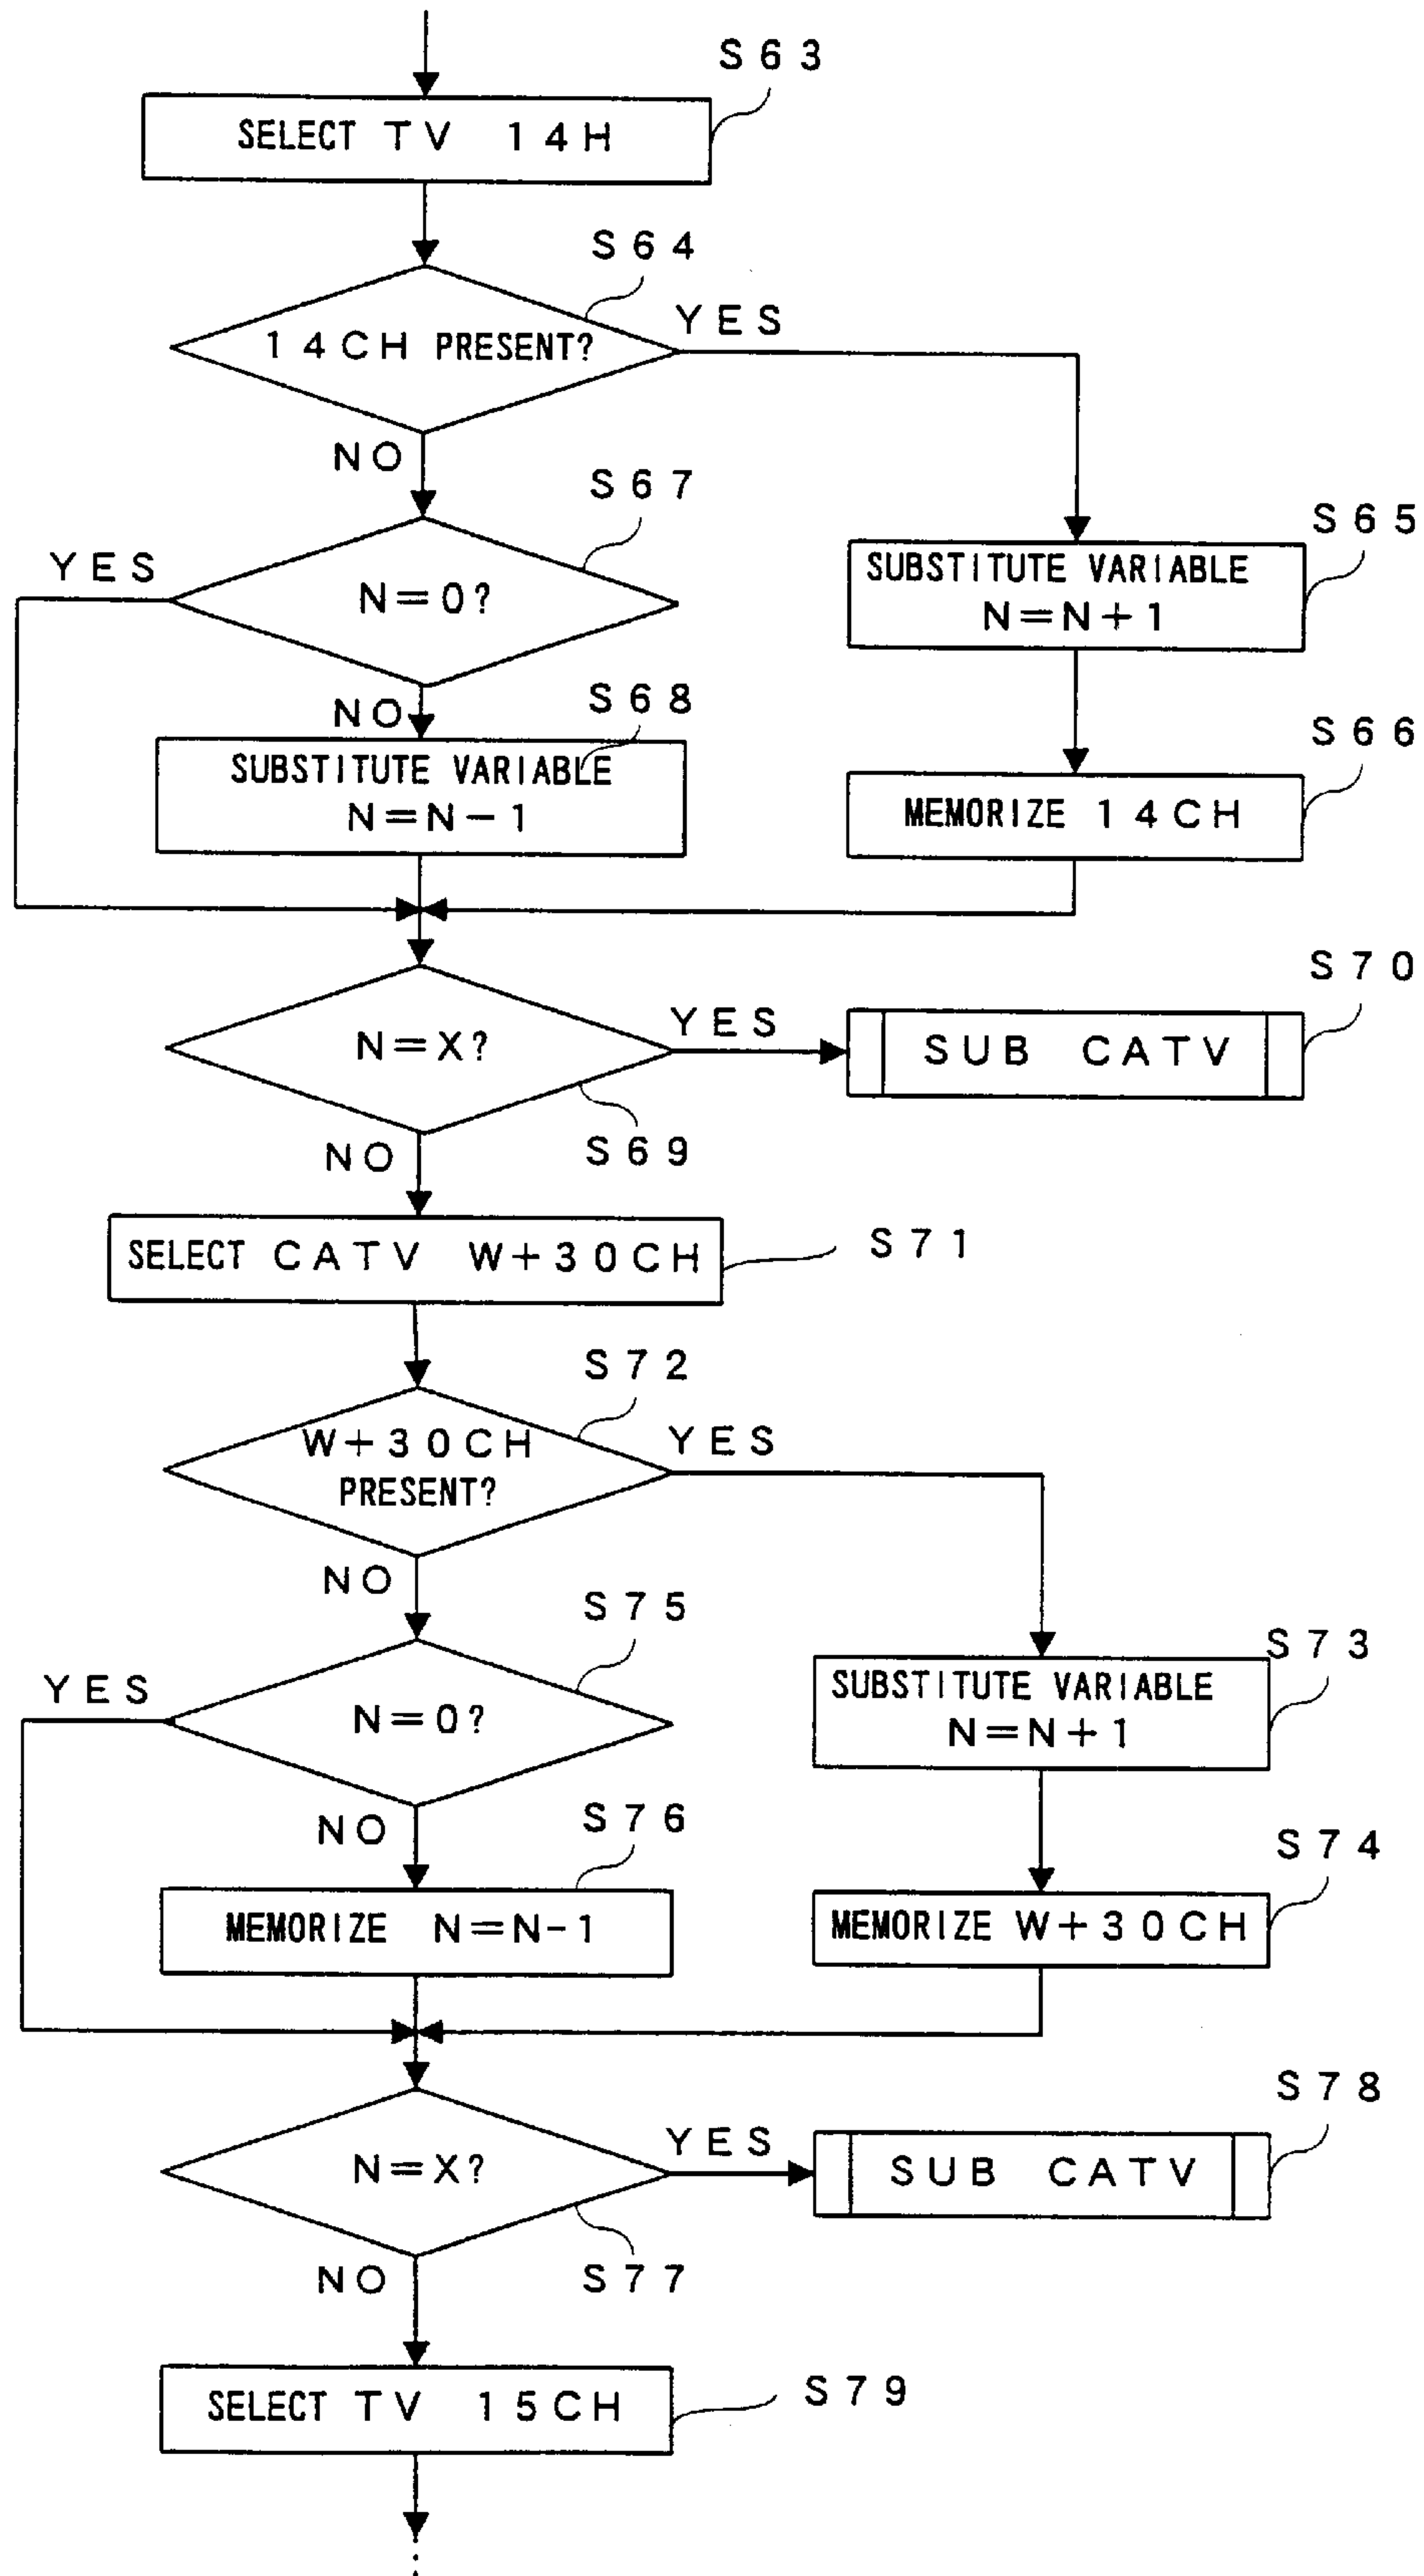 S63
SELECT TV 14H
S64
14CH PRESENT?
YES
NO
S67
YES
N=0?
S65
SUBSTITUTE VARIABLE
N=N+1
NO
S68
SUBSTITUTE VARIABLE
N=N-1
S66
MEMORIZE 14CH
N=X?
YES
S70
SUB CATV
S69
NO
SELECT CATV W+30CH
S71
S72
W+30CH
PRESENT?
YES
NO
S75
YES
N=0?
S73
SUBSTITUTE VARIABLE
N=N+1
NO
S76
MEMORIZE N=N-1
S74
MEMORIZE W+30CH
N=X?
YES
S78
SUB CATV
S77
NO
SELECT TV 15CH
S79